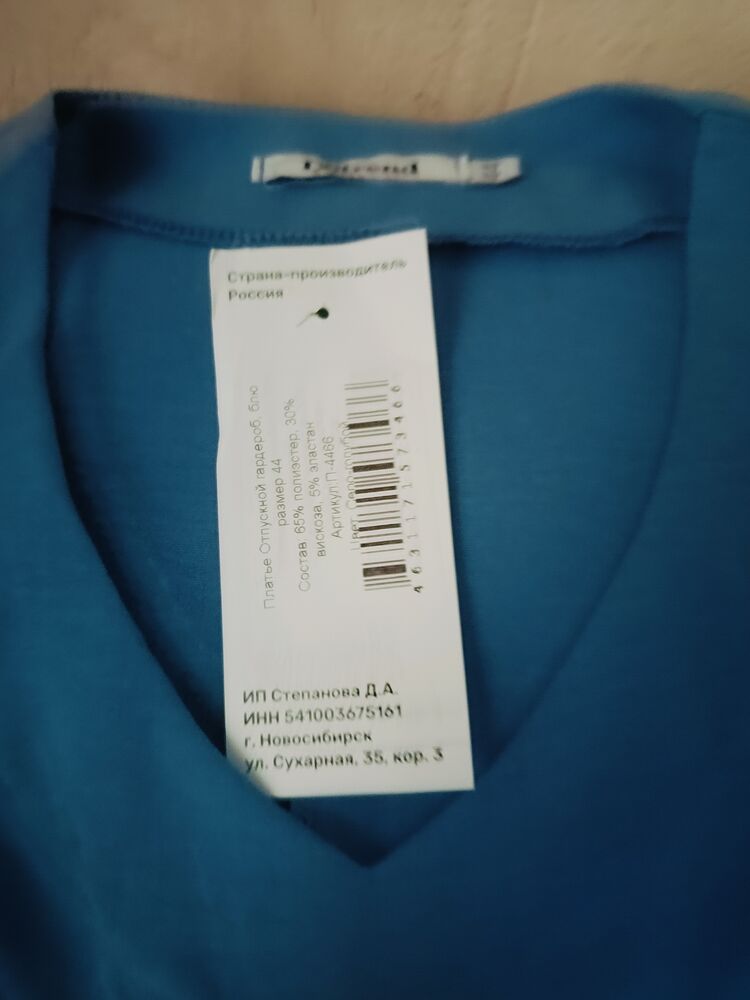 Страна-производитель
Россия
Платье Отпускной гардероб, блю
размер 44
Состав: 65% полиэстер, 30%
вискоза, 5% эластан
Артикул:П-4466
4631171573466
ИП Степанова Д.А.
ИНН 541003675161
г. Новосибирск
ул. Сухарная, 35, кор. 3